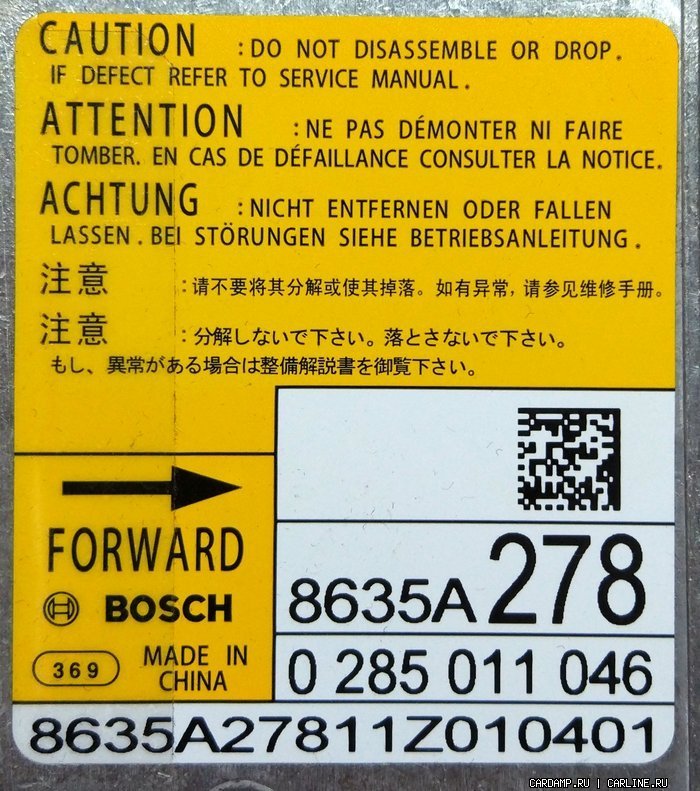 CAUTION :DO NOT DISASSEMBLE OR DROP.
IF DEFECT REFER TO SERVICE MANUAL.
ATTENTION :NE PAS DÉMONTER NI FAIRE
TOMBER. EN CAS DE DÉFAILLANCE CONSULTER LA NOTICE.
ACHTUNG :NICHT ENTFERNEN ODER FALLEN
LASSEN. BEI STÖRUNGEN SIEHE BETRIEBSANLEITUNG.
注意 :请不要将其分解或使其掉落。如有异常,请参见维修手册。
注意 :分解しないで下さい。落とさないで下さい。
もし、異常がある場合は整備解説書を御覧下さい。
FORWARD
BOSCH
369
MADE IN
CHINA
8635A278
0 285 011 046
8635A27811Z010401
CARDAMP.RU | CARLINE.RU